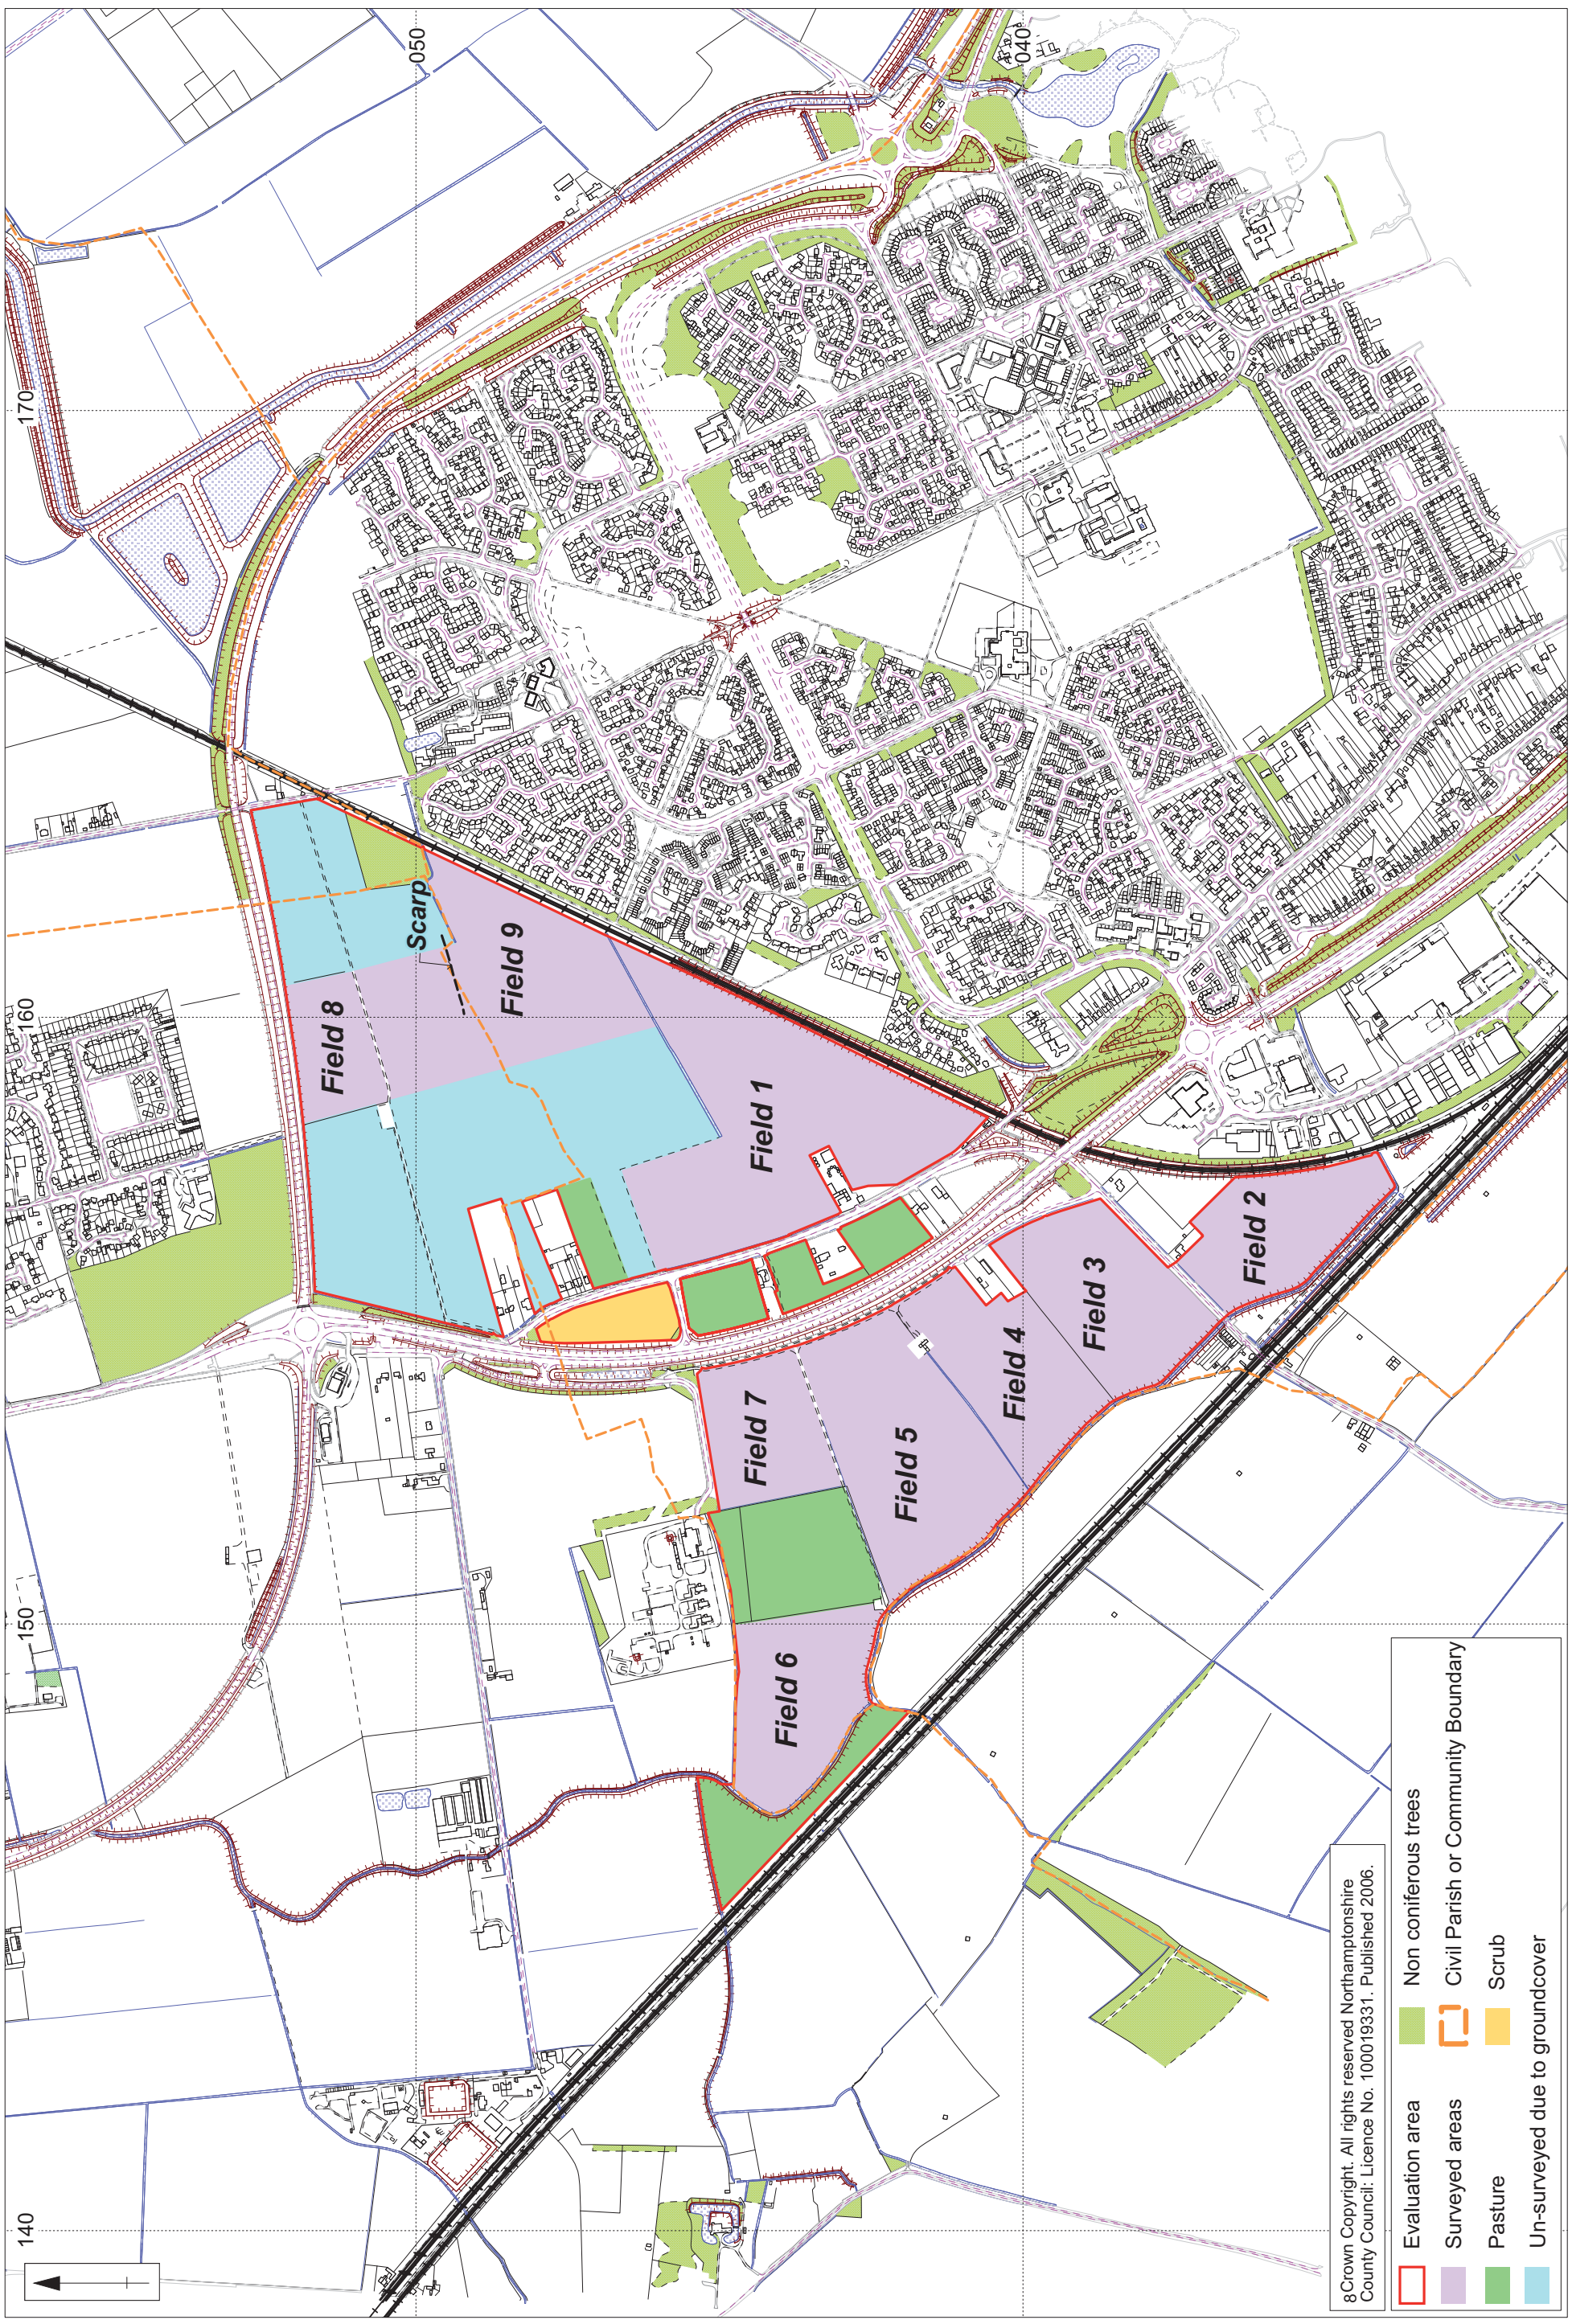 140
150
160
170
050
040
Scarp
Field 8
Field 9
Field 1
Field 7
Field 5
Field 4
Field 3
Field 2
Field 6
8Crown Copyright. All rights reserved Northamptonshire
County Council: Licence No. 100019331. Published 2006.
Evaluation area
Non coniferous trees
Surveyed areas
Civil Parish or Community Boundary
Pasture
Scrub
Un-surveyed due to groundcover